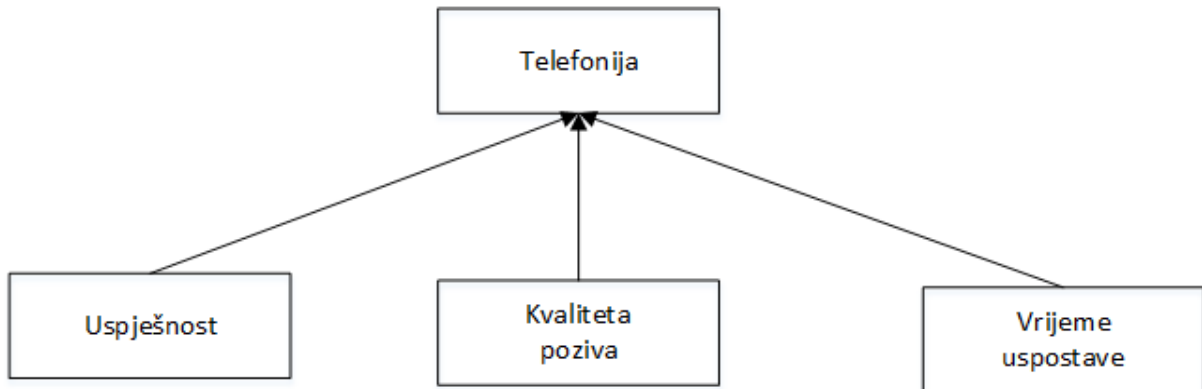 Telefonija
Uspješnost
Kvaliteta
poziva
Vrijeme
uspostave